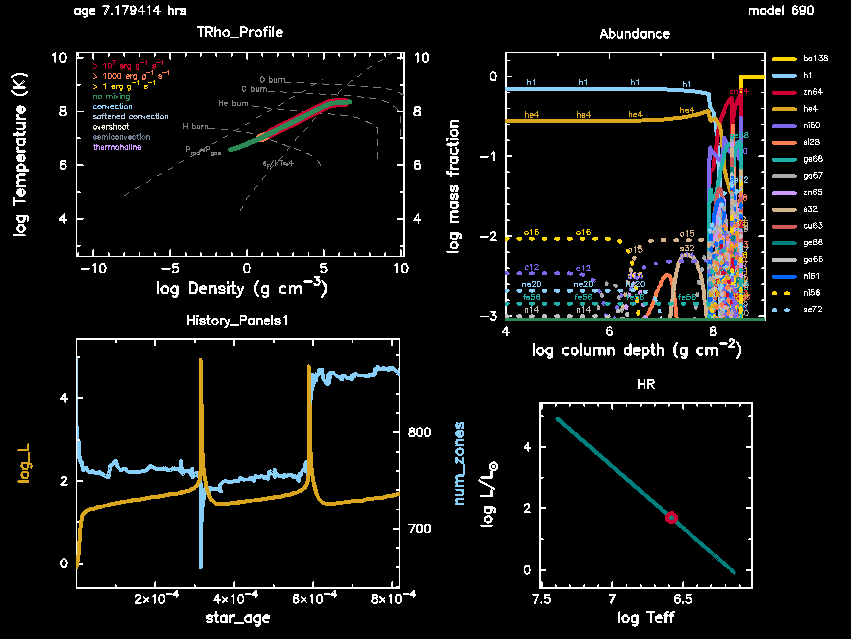 age 7.179414 hrs
model 690
TRho_Profile
log Temperature (K)
10
8
6
4
10
8
6
4
> 10⁷ erg g⁻¹ s⁻¹
> 1000 erg g⁻¹ s⁻¹
> 1 erg g⁻¹ s⁻¹
no mixing
convection
softened convection
overshoot
semiconvection
thermohaline
O burn
C burn
He burn
H burn
−10 −5 0 5 10
log Density (g cm⁻³)
Abundance
log mass fraction
0
−1
−2
−3
h1 h1 h1 h1
he4 he4 he4 he4
zn64
o16 o16 o15 o15
c12 c12 s32
ne20 ne20 ne20
fe56 fe56 fe56 fe56
n14 n14
4 6 8
log column depth (g cm⁻²)
ba138
h1
zn64
he4
ni60
si28
ge68
ga67
zn65
s32
cu63
ge66
ni61
ni56
se72
History_Panels1
log_L
4
2
0
800
700
num_zones
2×10⁻⁴ 4×10⁻⁴ 6×10⁻⁴ 8×10⁻⁴
star_age
HR
log L/L☉
4
2
0
7.5 7 6.5
log Teff